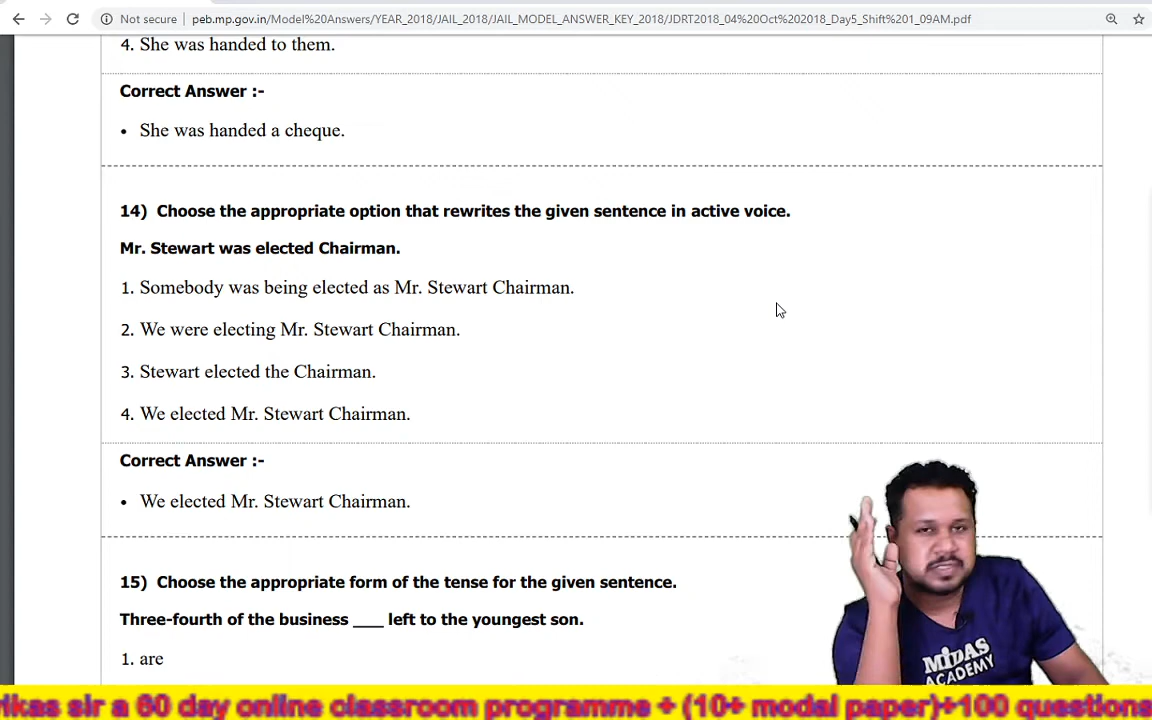 Not secure
peb.mp.gov.in/Model%20Answers/YEAR_2018/JAIL_2018/JAIL_MODEL_ANSWER_KEY_2018/JDRT2018_04%20Oct%202018_Day5_Shift%201_09AM.pdf
4. She was handed to them.
Correct Answer :-
• She was handed a cheque.
14) Choose the appropriate option that rewrites the given sentence in active voice.
Mr. Stewart was elected Chairman.
1. Somebody was being elected as Mr. Stewart Chairman.
2. We were electing Mr. Stewart Chairman.
3. Stewart elected the Chairman.
4. We elected Mr. Stewart Chairman.
Correct Answer :-
• We elected Mr. Stewart Chairman.
15) Choose the appropriate form of the tense for the given sentence.
Three-fourth of the business ___ left to the youngest son.
1. are
MiDAS
ACADEMY
rikas sir a 60 day online classroom programme + (10+ modal paper)+100 questions